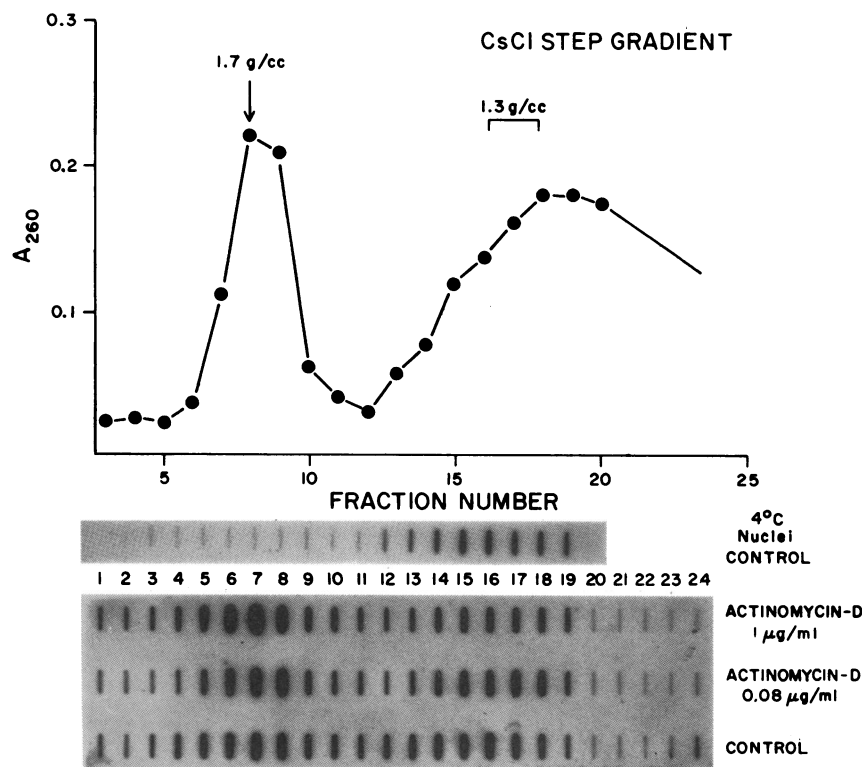 0.3
CsCl STEP GRADIENT
1.7 g/cc
1.3 g/cc
0.2
A260
0.1
5 10 15 20 25
FRACTION NUMBER
4°C
Nuclei
CONTROL
1 2 3 4 5 6 7 8 9 10 11 12 13 14 15 16 17 18 19 20 21 22 23 24
ACTINOMYCIN-D
1 μg/ml
ACTINOMYCIN-D
0.08 μg/ml
CONTROL